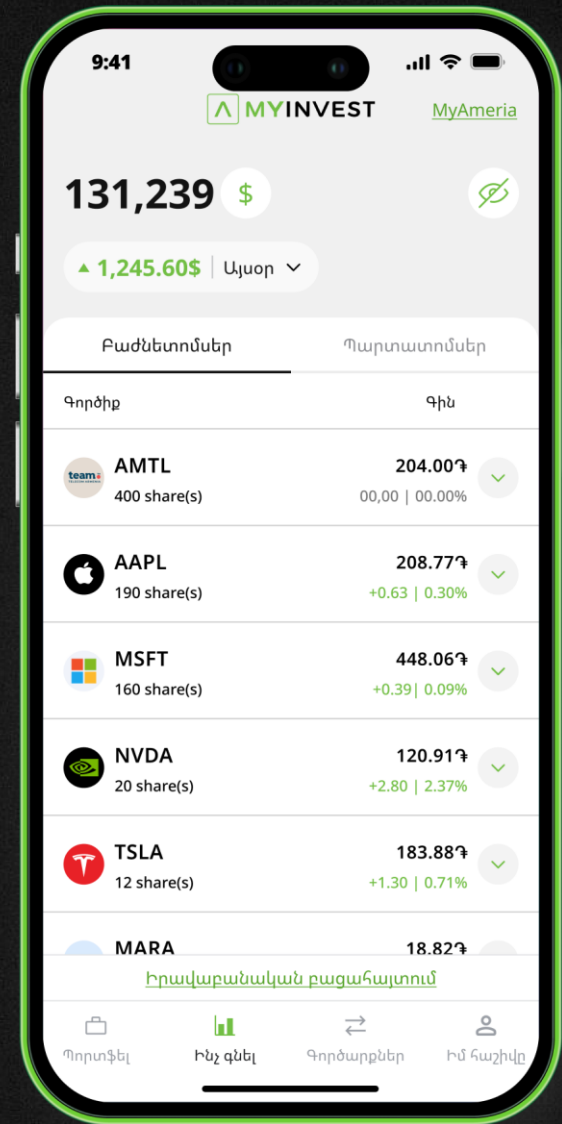 9:41
MYINVEST
MyAmeria
131,239 $
1,245.60$ Այսօր
Բաժնետոմսեր
Պարտատոմսեր
Գործիք
Գին
AMTL
204.00֏
400 share(s)
00,00 | 00.00%
AAPL
208.77֏
190 share(s)
+0.63 | 0.30%
MSFT
448.06֏
160 share(s)
+0.39| 0.09%
NVDA
120.91֏
20 share(s)
+2.80 | 2.37%
TSLA
183.88֏
12 share(s)
+1.30 | 0.71%
MARA
18.82֏
Իրավաբանական բացահայտում
Պորտֆել
Ինչ գնել
Գործարքներ
Իմ հաշիվը
team